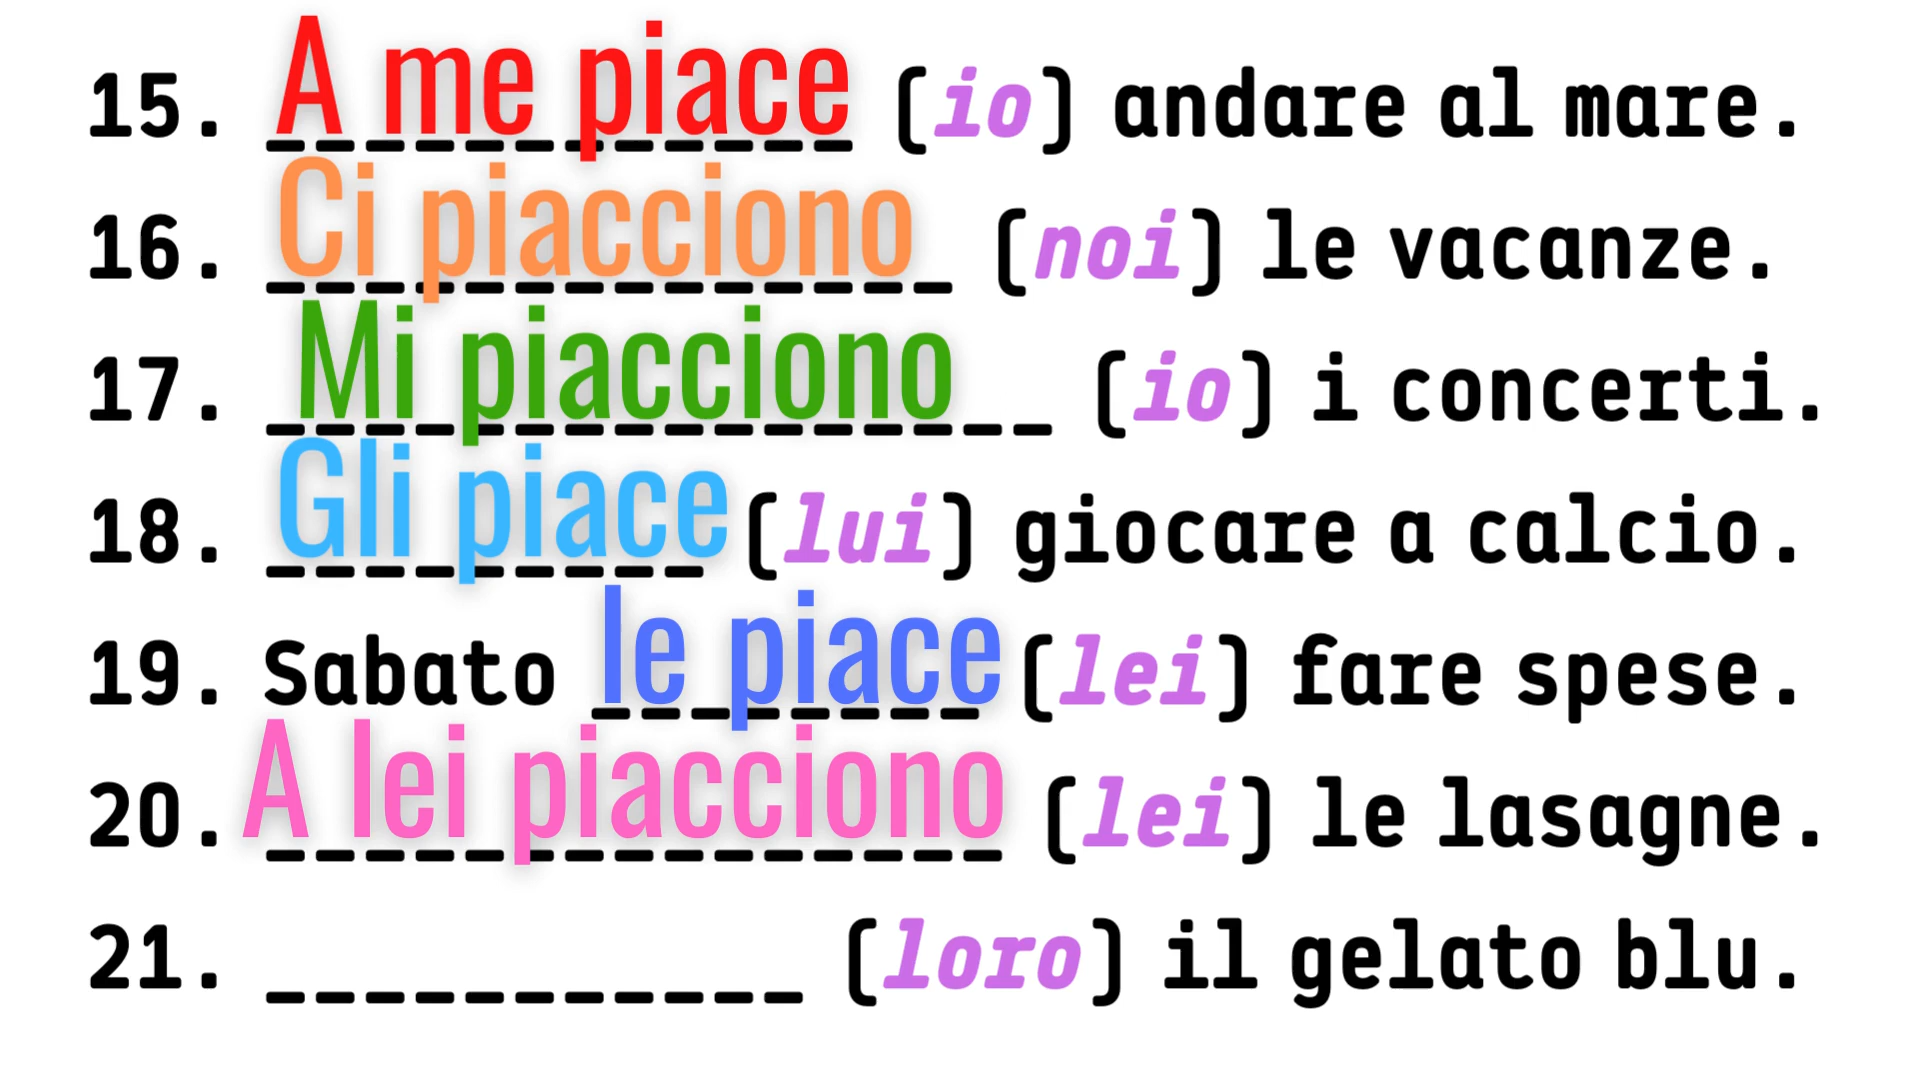 15. A me piace (io) andare al mare.
16. Ci piacciono (noi) le vacanze.
17. Mi piacciono (io) i concerti.
18. Gli piace (lui) giocare a calcio.
19. Sabato le piace (lei) fare spese.
20. A lei piacciono (lei) le lasagne.
21. ___________ (loro) il gelato blu.